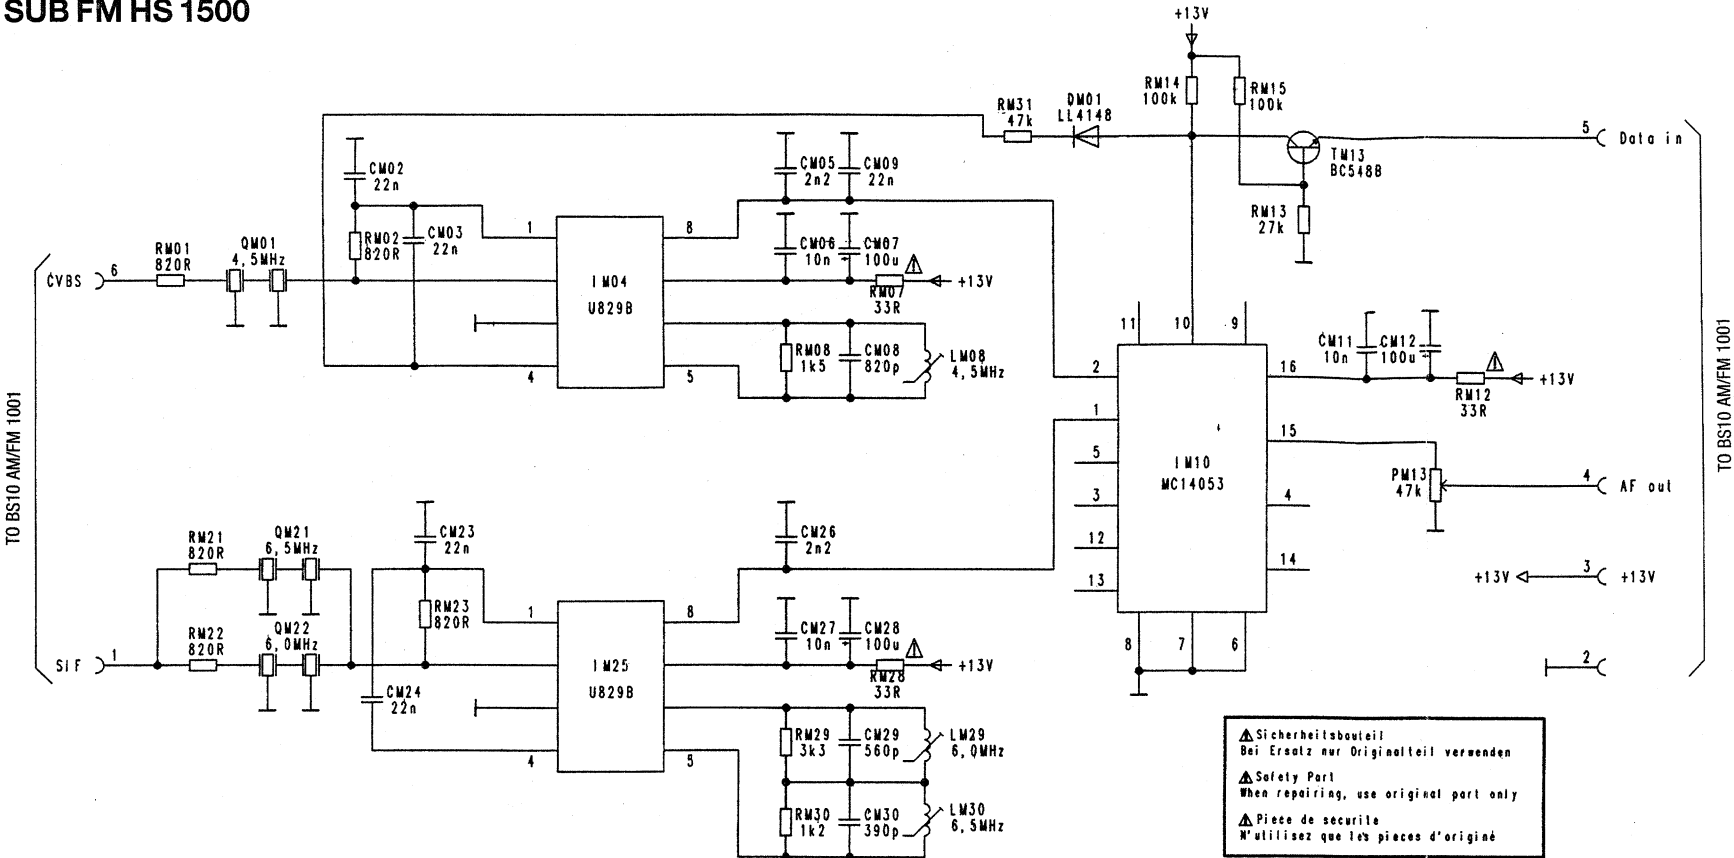 SUB FM HS 1500
+13V
RM14
100k
RM15
100k
DM01
LL4148
RM31
47k
5
Data in
TM13
BC548B
RM13
27k
CM02
22n
CM05
2n2
CM09
22n
RM02
820R
CM03
22n
1
8
CM06
10n
CM07
100u
RM01
820R
QM01
4,5MHz
CVBS
6
IM04
U829B
RM07
33R
+13V
4
5
RM08
1k5
CM08
820p
LM08
4,5MHz
11
10
9
CM11
10n
CM12
100u
2
16
RM12
33R
+13V
1
15
5
IM10
MC14053
PM13
47k
4
AF out
3
4
12
14
13
+13V
3
+13V
8
7
6
2
TO BS10 AM/FM 1001
TO BS10 AM/FM 1001
CM23
22n
CM26
2n2
RM21
820R
QM21
6,5MHz
RM22
820R
QM22
6,0MHz
SIF
1
RM23
820R
1
8
CM27
10n
CM28
100u
IM25
U829B
RM28
33R
+13V
CM24
22n
4
5
RM29
3k3
CM29
560p
LM29
6,0MHz
RM30
1k2
CM30
390p
LM30
6,5MHz
Sicherheitsbauteil
Bei Ersatz nur Originalteil verwenden
Safety Part
When repairing, use original part only
Piece de securite
N'utilisez que les pieces d'origine